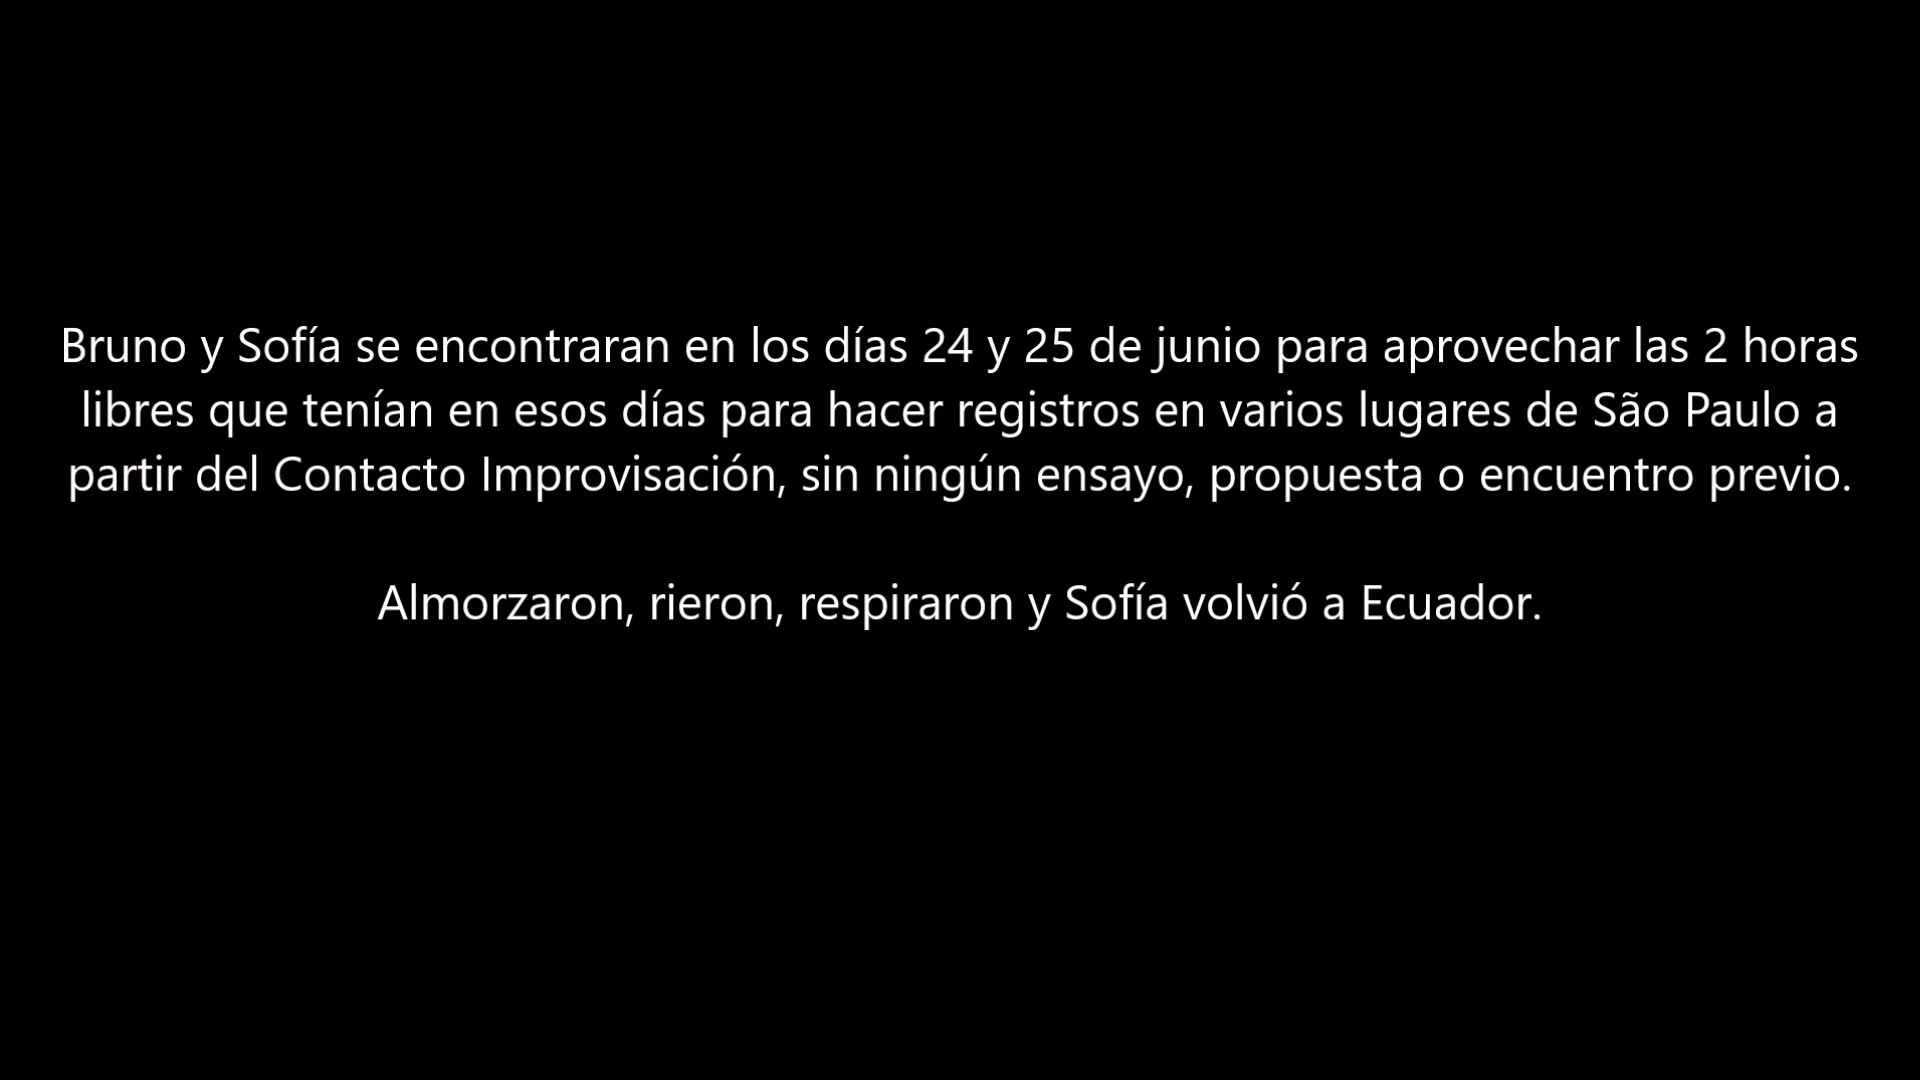 Bruno y Sofía se encontraran en los días 24 y 25 de junio para aprovechar las 2 horas
libres que tenían en esos días para hacer registros en varios lugares de São Paulo a
partir del Contacto Improvisación, sin ningún ensayo, propuesta o encuentro previo.
Almorzaron, rieron, respiraron y Sofía volvió a Ecuador.